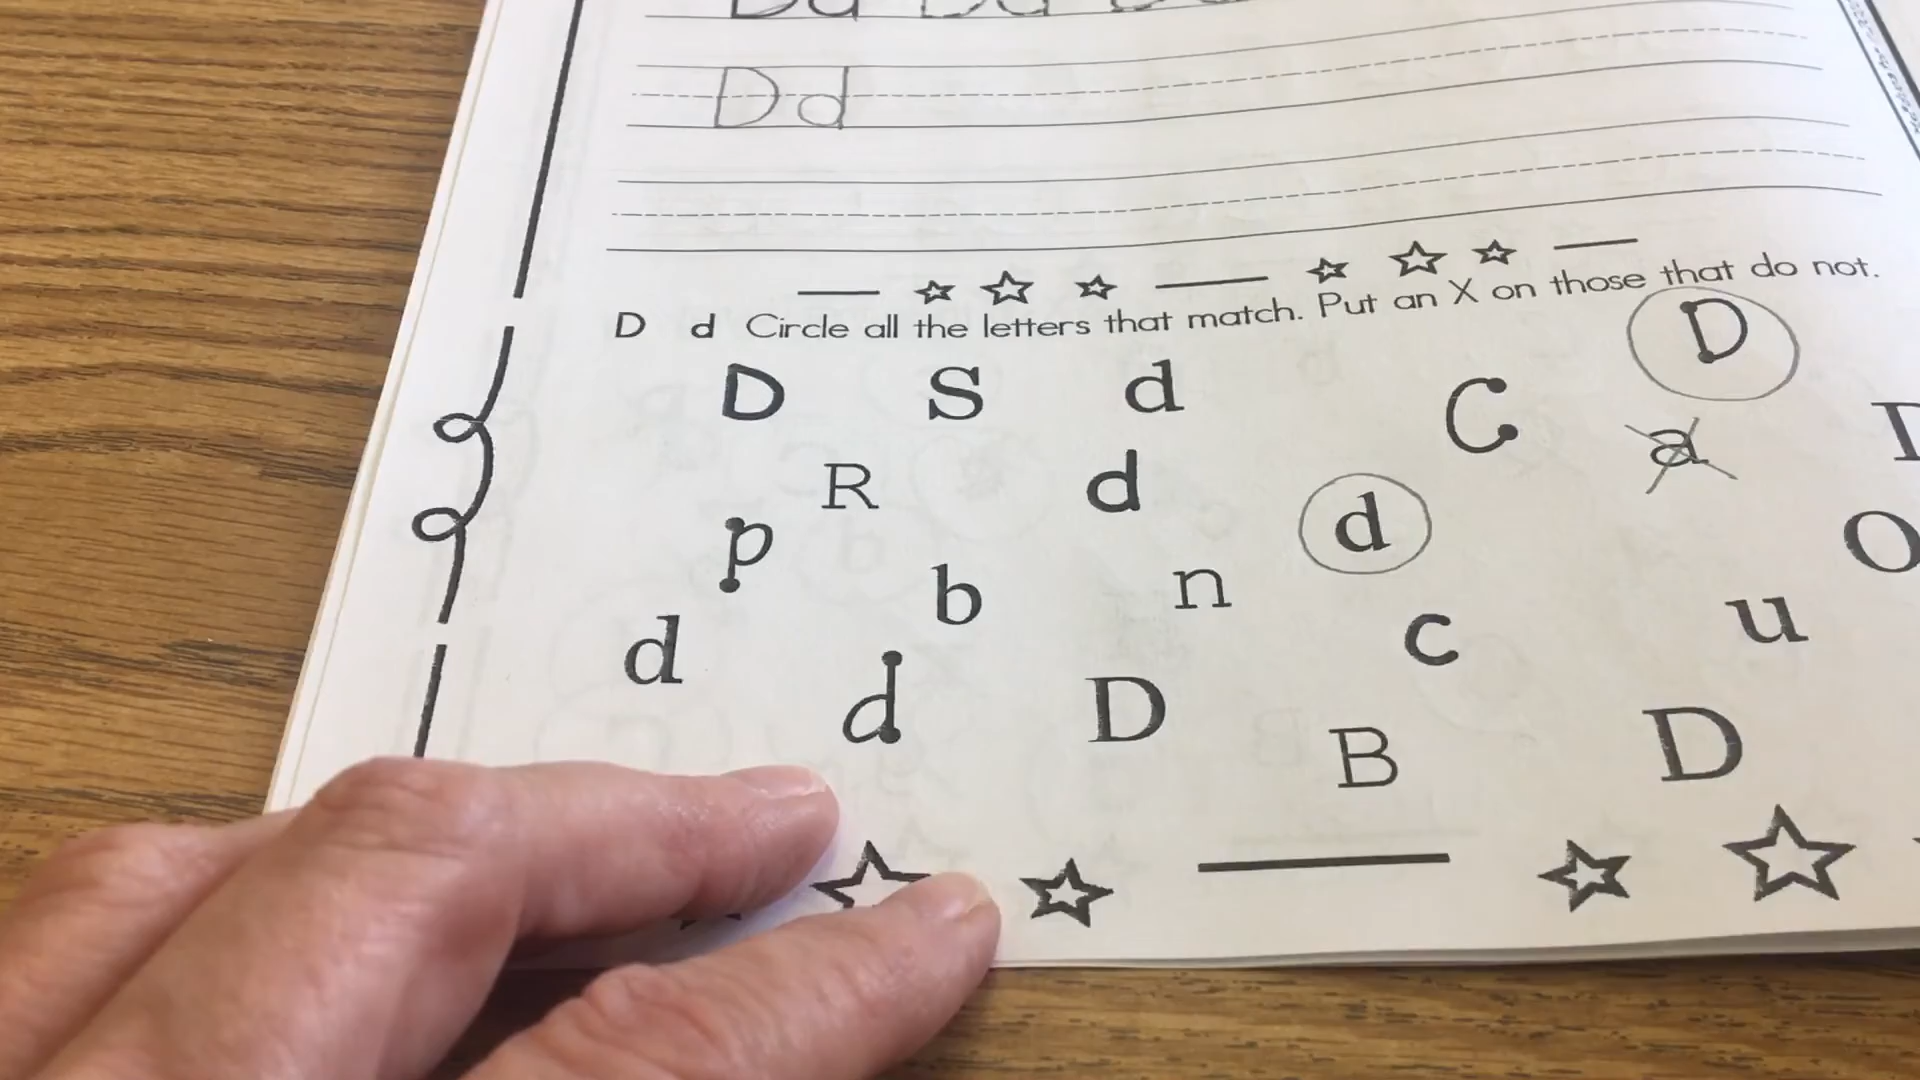 Dd
D d Circle all the letters that match. Put an X on those that do not.
D S d C D
R d d a
p b n c u O
d d D B D